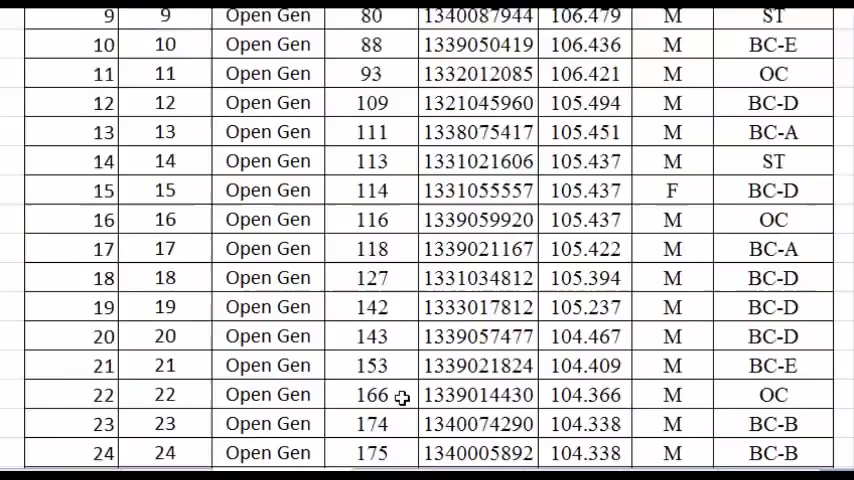 9 9 Open Gen 80 1340087944 106.479 M ST
10 10 Open Gen 88 1339050419 106.436 M BC-E
11 11 Open Gen 93 1332012085 106.421 M OC
12 12 Open Gen 109 1321045960 105.494 M BC-D
13 13 Open Gen 111 1338075417 105.451 M BC-A
14 14 Open Gen 113 1331021606 105.437 M ST
15 15 Open Gen 114 1331055557 105.437 F BC-D
16 16 Open Gen 116 1339059920 105.437 M OC
17 17 Open Gen 118 1339021167 105.422 M BC-A
18 18 Open Gen 127 1331034812 105.394 M BC-D
19 19 Open Gen 142 1333017812 105.237 M BC-D
20 20 Open Gen 143 1339057477 104.467 M BC-D
21 21 Open Gen 153 1339021824 104.409 M BC-E
22 22 Open Gen 166 1339014430 104.366 M OC
23 23 Open Gen 174 1340074290 104.338 M BC-B
24 24 Open Gen 175 1340005892 104.338 M BC-B